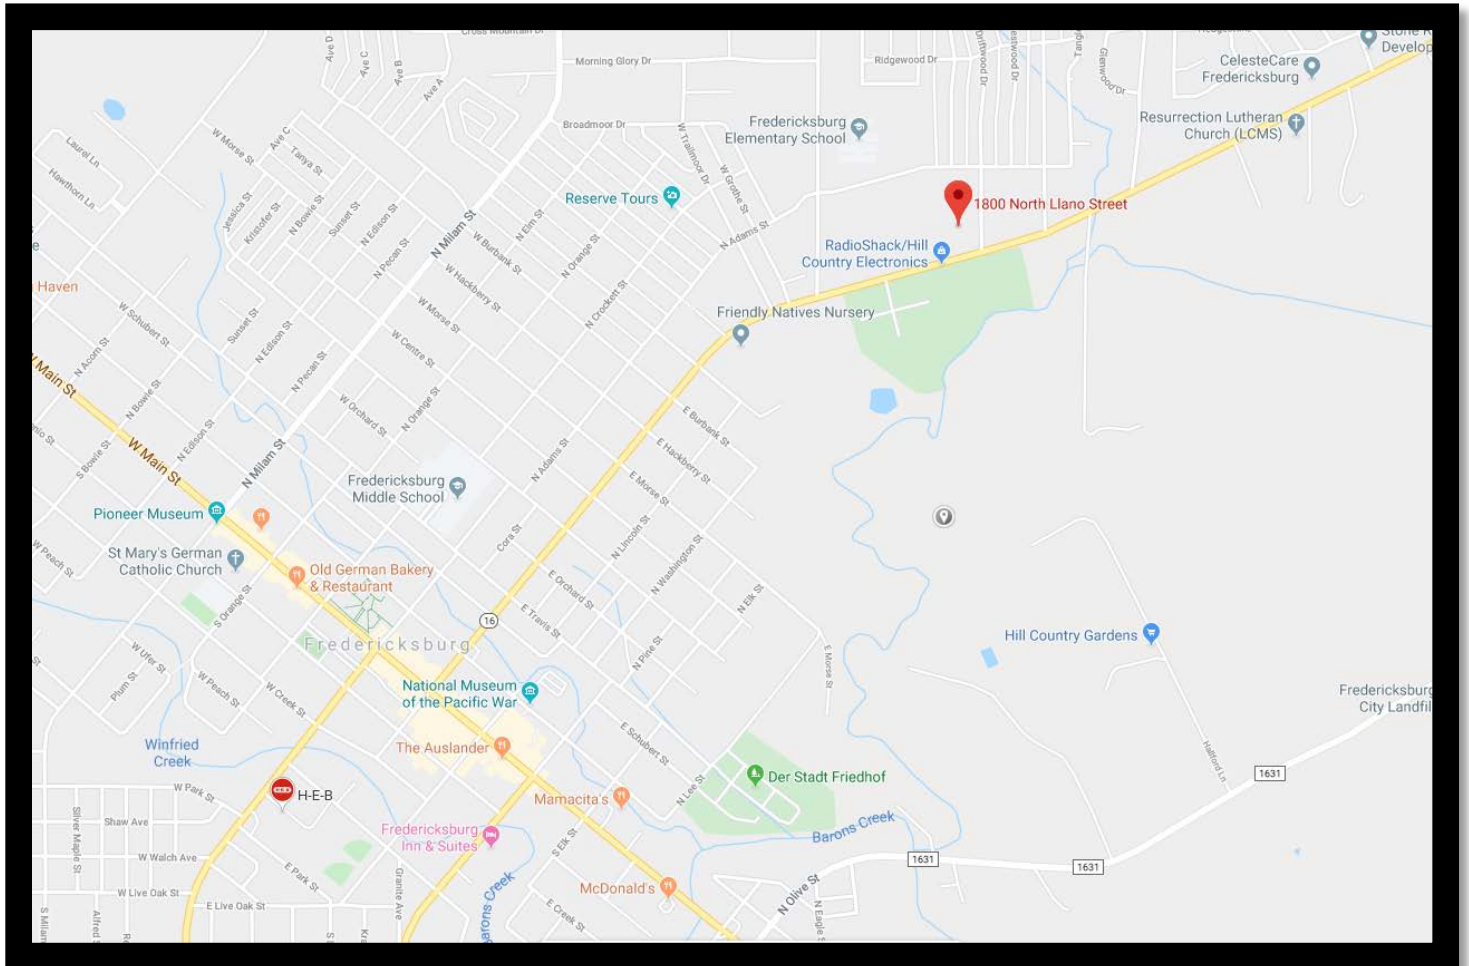 Cross Mountain Dr
Ave D
Ave C
Ave B
Ave A
Morning Glory Dr
Ridgewood Dr
Driftwood Dr
Glenwood Dr
CelesteCare
Fredericksburg
Resurrection Lutheran
Church (LCMS)
Fredericksburg
Elementary School
Broadmoor Dr
W Trailmoor Dr
W Grothe St
Laurel Ln
Hawthorn Ln
W Morse St
Ave C
Tanya St
Jessica St
Kristofer St
N Bowie St
Sunset St
N Edison St
N Pecan St
N Milam St
Reserve Tours
N Elm St
W Burbank St
N Orange St
W Hackberry St
N Adams St
1800 North Llano Street
RadioShack/Hill
Country Electronics
Friendly Natives Nursery
Haven
W Schubert St
Sunset St
N Edison St
N Pecan St
W Morse St
W Centre St
N Crockett St
N Acorn St
W Main St
N Bowie St
W Orchard St
N Orange St
E Burbank St
E Hackberry St
S Bowie St
W Main St
N Edison St
N Milam St
N Adams St
E Morse St
Fredericksburg
Middle School
Pioneer Museum
St Mary's German
Catholic Church
W Peach St
Old German Bakery
& Restaurant
Cora St
N Lincoln St
N Washington St
E Orchard St
N Elk St
S Orange St
16
E Travis St
Fredericksburg
N Pine St
E Morse St
Hill Country Gardens
W Ufer St
Plum St
W Peach St
W Creek St
National Museum
of the Pacific War
Fredericksburg
City Landfil
Winfried
Creek
The Auslander
E Schubert St
Hallford Ln
1631
W Park St
H-E-B
Der Stadt Friedhof
N Lee St
Mamacita's
Shaw Ave
Silver Maple St
Fredericksburg
Inn & Suites
Barons Creek
W Walch Ave
S Elk St
1631
1631
E Park St
Granite Ave
W Live Oak St
E Live Oak St
McDonald's
N Olive St
Barons Creek
E Creek St
N Eagle S
S Milam
Alfred